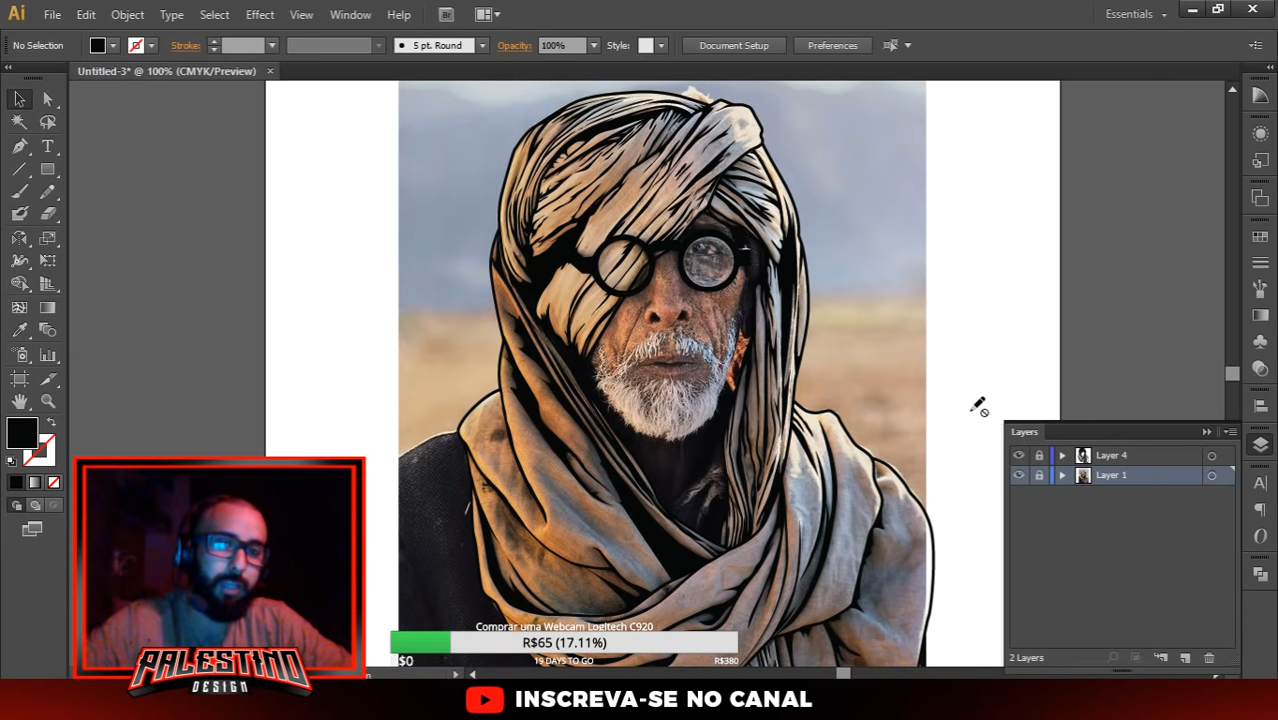 Ai File Edit Object Type Select Effect View Window Help Br Essentials
No Selection Stroke: 5 pt. Round Opacity: 100% Style: Document Setup Preferences
Untitled-3* @ 100% (CMYK/Preview)
Layers
Layer 4
Layer 1
2 Layers
PALESTINO
DESIGN
Comprar uma Webcam Logitech C920
R$65 (17.11%)
R$0 19 DAYS TO GO R$380
INSCREVA-SE NO CANAL